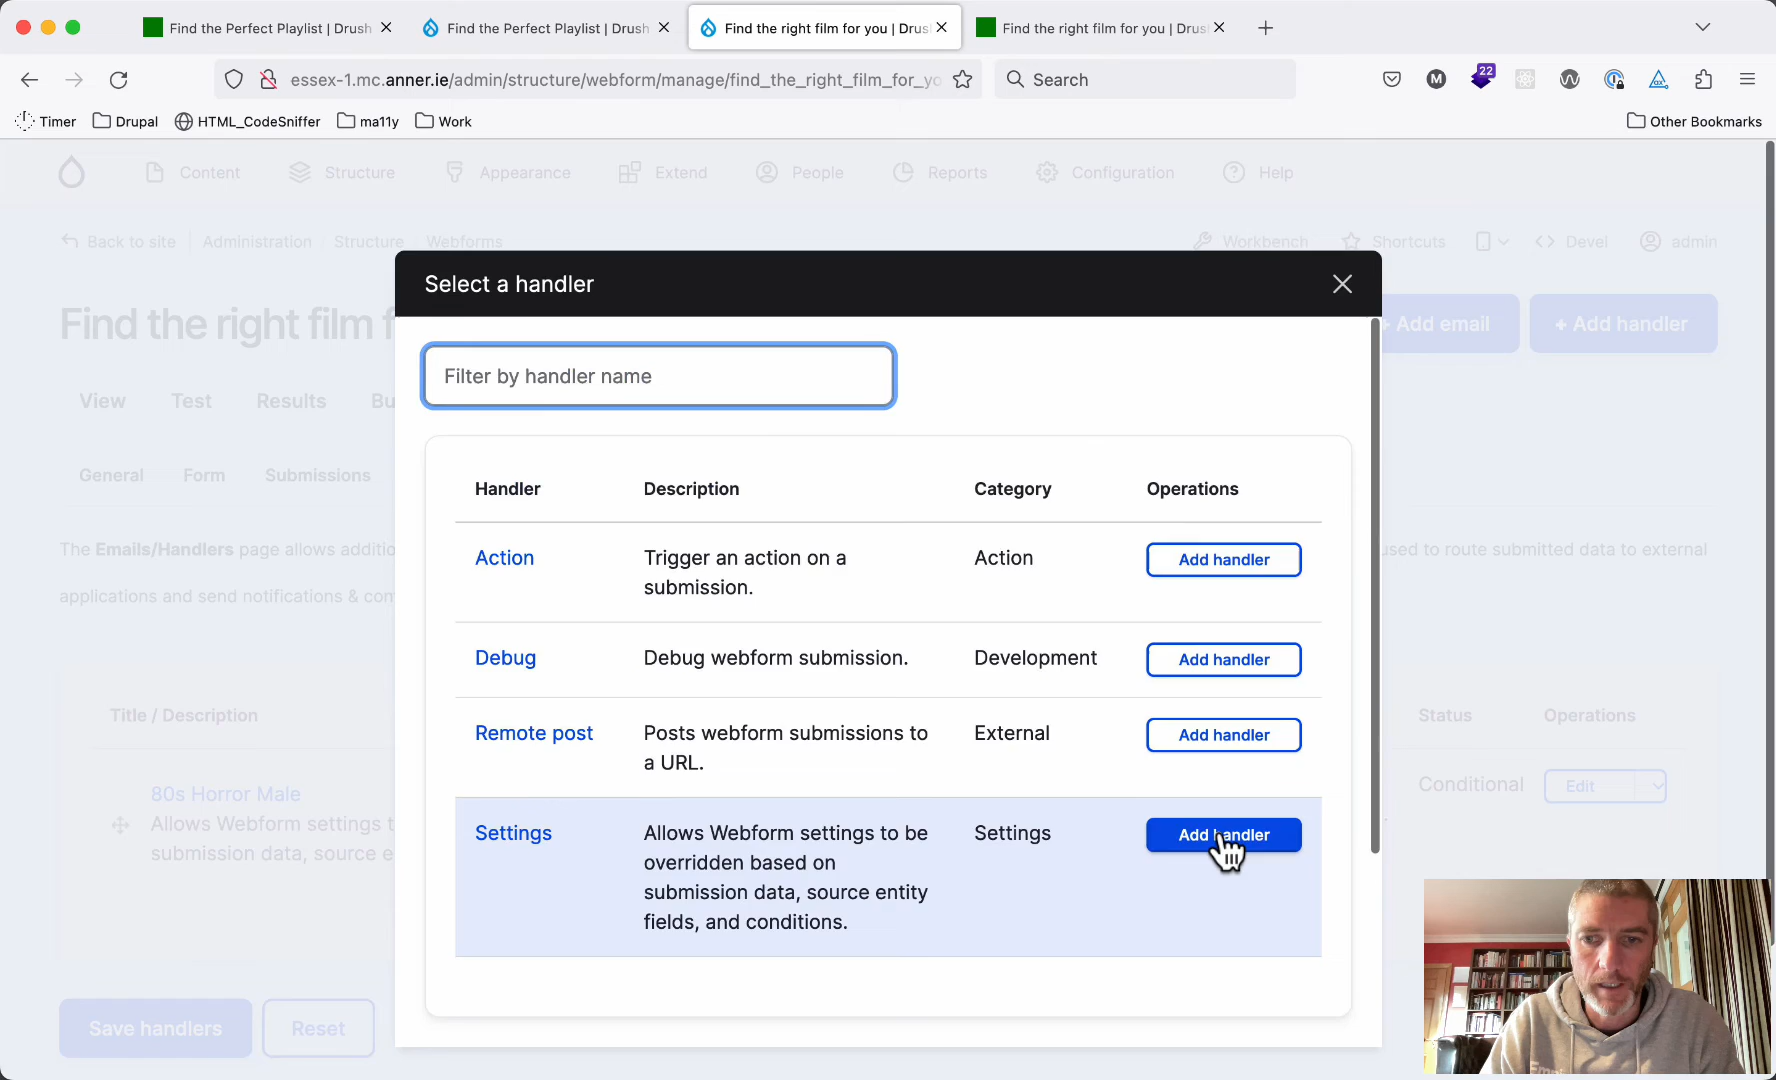 Find the Perfect Playlist | Drush
Find the Perfect Playlist | Drush
Find the right film for you | Drus
Find the right film for you | Drus
essex-1.mc.anner.ie/admin/structure/webform/manage/find_the_right_film_for_yo
Search
M
22
Timer
Drupal
HTML_CodeSniffer
ma11y
Work
Other Bookmarks
Content
Structure
Appearance
Extend
People
Reports
Configuration
Help
Back to site
Administration
Structure
Webforms
Workbench
Shortcuts
Devel
admin
Find the right film f
+ Add email
+ Add handler
Select a handler
Filter by handler name
View
Test
Results
Bu
General
Form
Submissions
The Emails/Handlers page allows additio
used to route submitted data to external
applications and send notifications & con
Handler
Description
Category
Operations
Action
Trigger an action on a
submission.
Action
Add handler
Debug
Debug webform submission.
Development
Add handler
Remote post
Posts webform submissions to
a URL.
External
Add handler
Settings
Allows Webform settings to be
overridden based on
submission data, source entity
fields, and conditions.
Settings
Add handler
Title / Description
Status
Operations
80s Horror Male
Allows Webform settings t
submission data, source e
Conditional
Edit
Save handlers
Reset